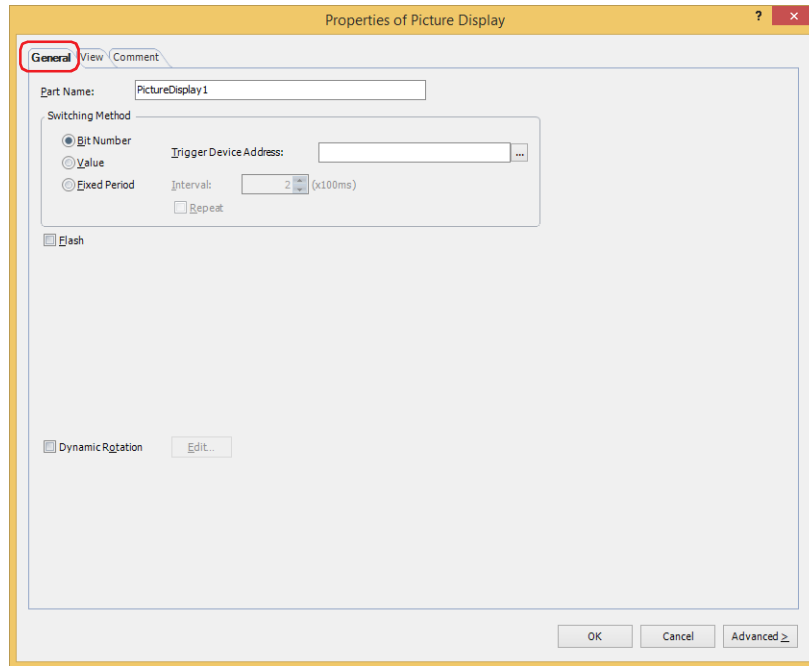 Properties of Picture Display ? ×
General View Comment
Part Name: PictureDisplay1
Switching Method
Bit Number
Trigger Device Address: ...
Value
Fixed Period Interval: 2 (x100ms)
Repeat
Flash
Dynamic Rotation Edit...
OK Cancel Advanced >